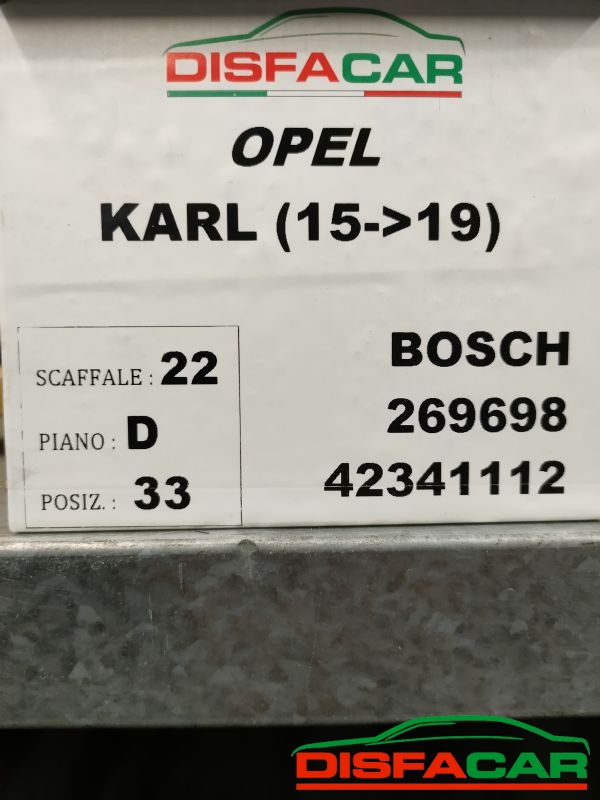 DISFACAR
OPEL
KARL (15->19)
SCAFFALE : 22
PIANO : D
POSIZ. : 33
BOSCH
269698
42341112
DISFACAR